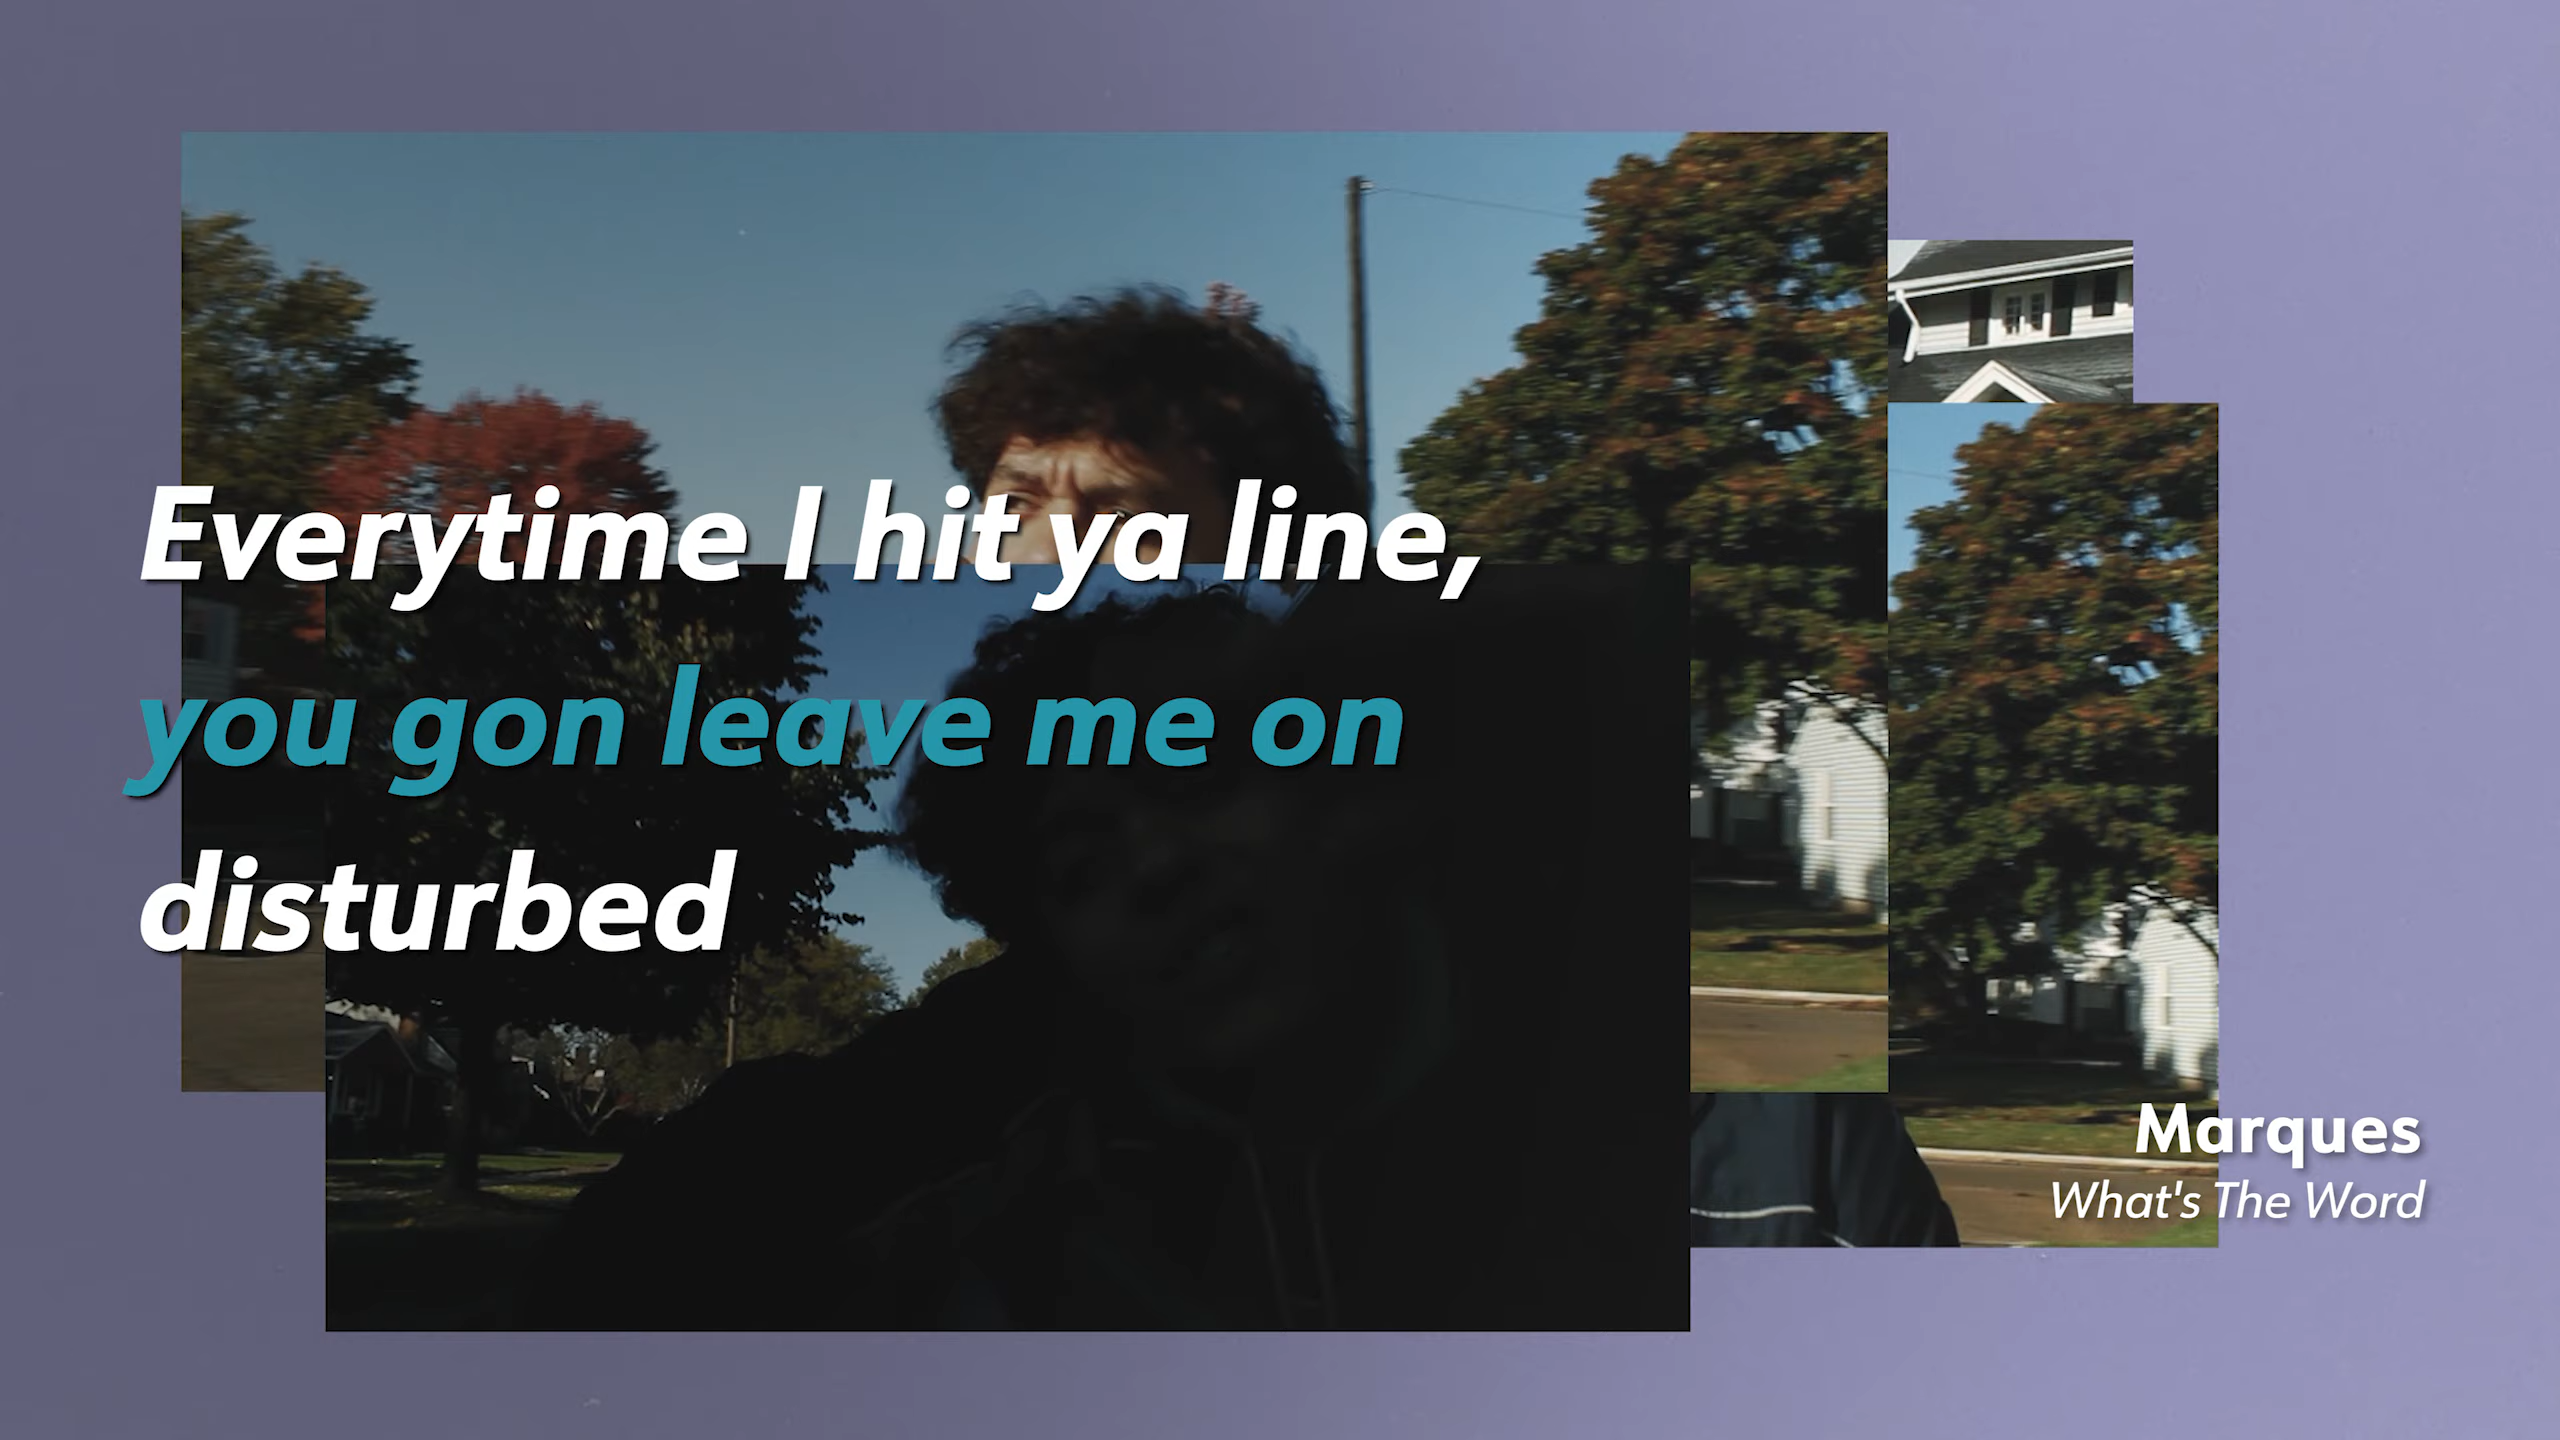 Everytime I hit ya line,
you gon leave me on
disturbed
Marques
What's The Word